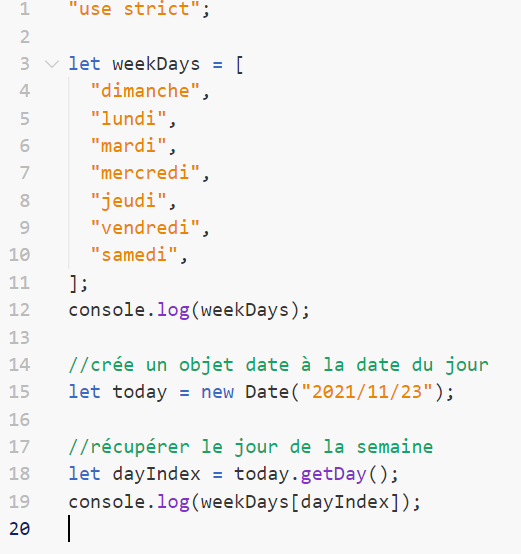 1 "use strict";
2
3 let weekDays = [
4 "dimanche",
5 "lundi",
6 "mardi",
7 "mercredi",
8 "jeudi",
9 "vendredi",
10 "samedi",
11 ];
12 console.log(weekDays);
13
14 //crée un objet date à la date du jour
15 let today = new Date("2021/11/23");
16
17 //récupérer le jour de la semaine
18 let dayIndex = today.getDay();
19 console.log(weekDays[dayIndex]);
20